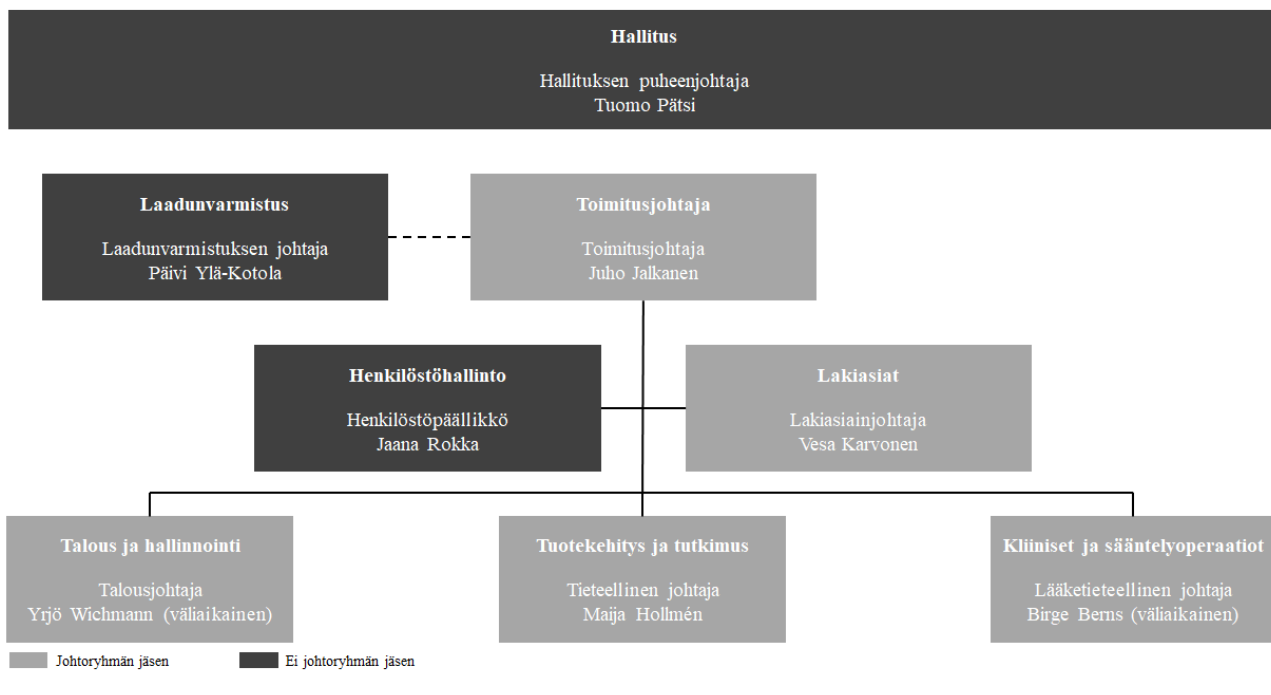 Hallitus
Hallituksen puheenjohtaja
Tuomo Pätsi
Laadunvarmistus
Laadunvarmistuksen johtaja
Päivi Ylä-Kotola
Toimitusjohtaja
Toimitusjohtaja
Juho Jalkanen
Henkilöstöhallinto
Henkilöstöpäällikkö
Jaana Rokka
Lakiasiat
Lakiasiainjohtaja
Vesa Karvonen
Talous ja hallinnointi
Talousjohtaja
Yrjö Wichmann (väliaikainen)
Tuotekehitys ja tutkimus
Tieteellinen johtaja
Maija Hollmén
Kliiniset ja sääntelyoperaatiot
Lääketieteellinen johtaja
Birge Berns (väliaikainen)
Johtoryhmän jäsen
Ei johtoryhmän jäsen